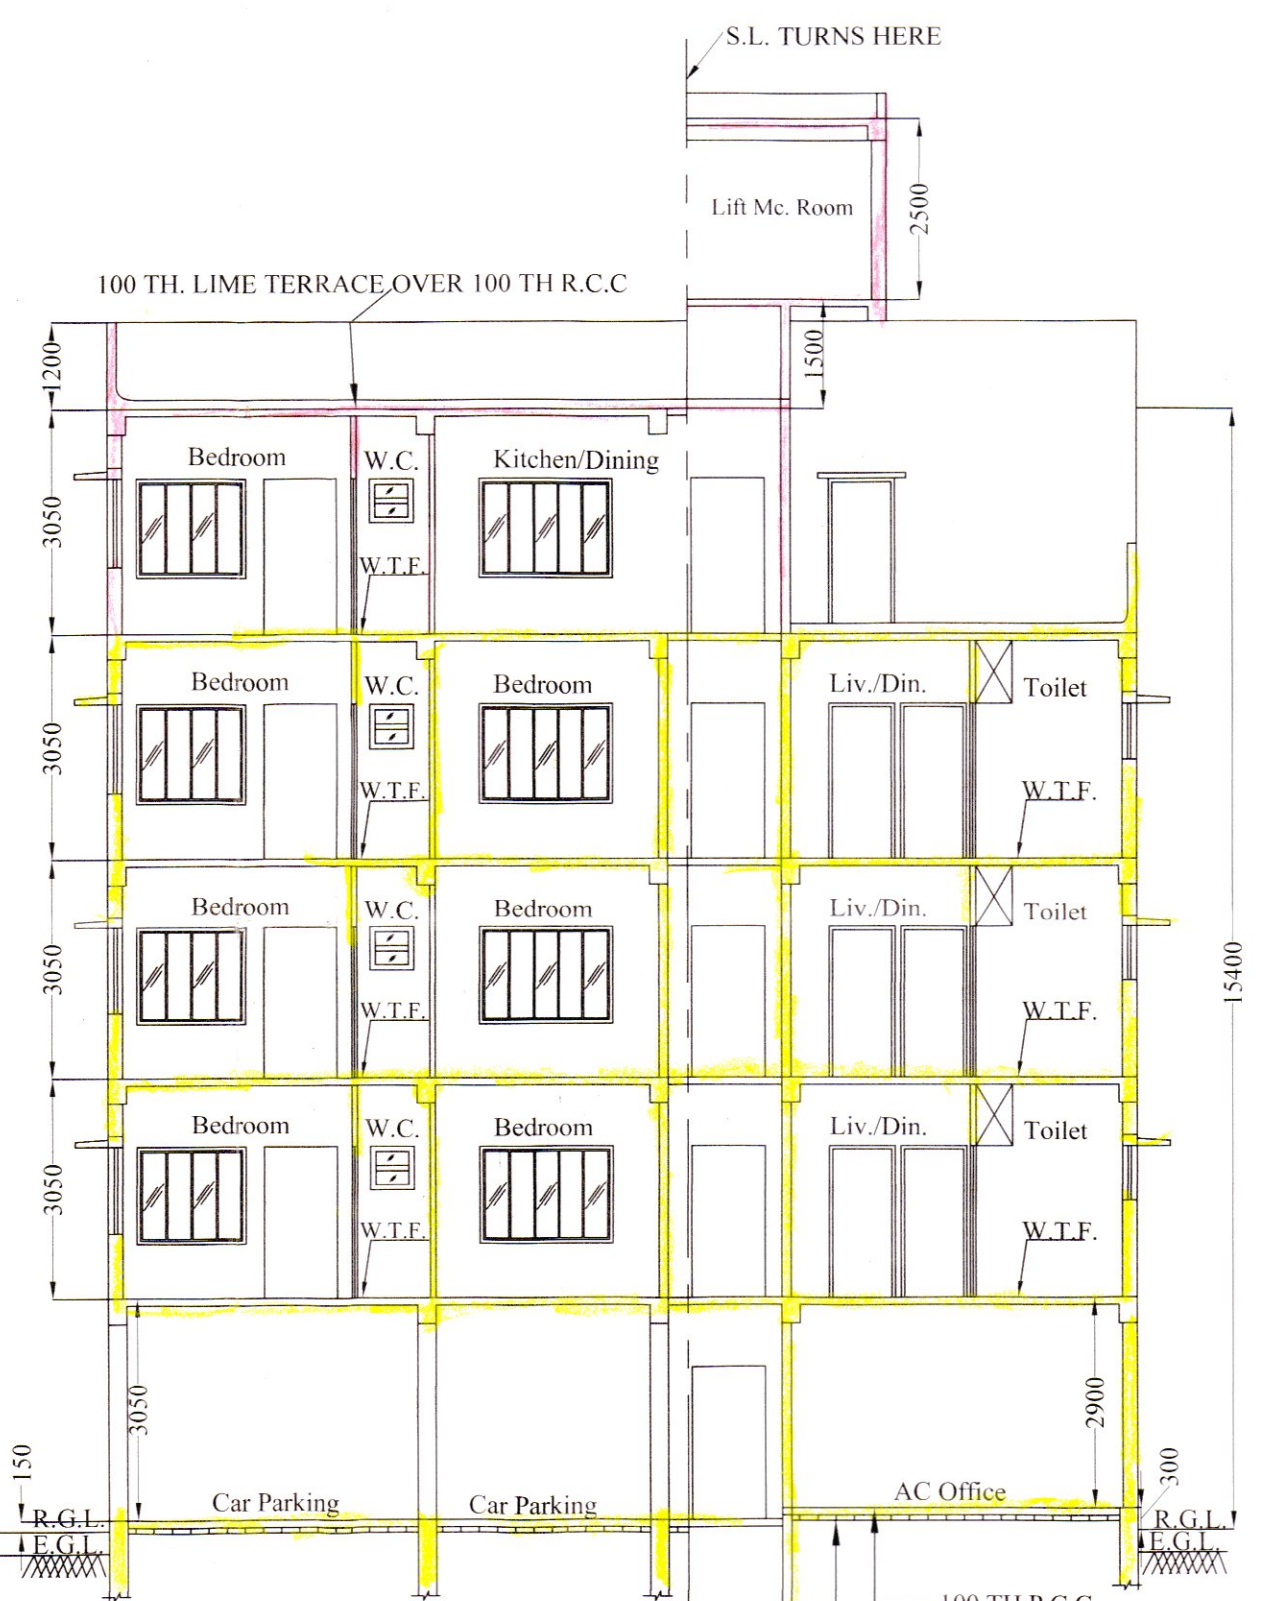 S.L. TURNS HERE
2500
Lift Mc. Room
100 TH. LIME TERRACE OVER 100 TH R.C.C
1200
1500
Bedroom
W.C.
Kitchen/Dining
3050
W.T.F.
Bedroom
W.C.
Bedroom
Liv./Din.
Toilet
3050
W.T.F.
W.T.F.
Bedroom
W.C.
Bedroom
Liv./Din.
Toilet
3050
15400
W.T.F.
W.T.F.
Bedroom
W.C.
Bedroom
Liv./Din.
Toilet
3050
W.T.F.
W.T.F.
3050
2900
150
300
Car Parking
Car Parking
AC Office
R.G.L.
R.G.L.
E.G.L.
E.G.L.
100 TH R.C.C